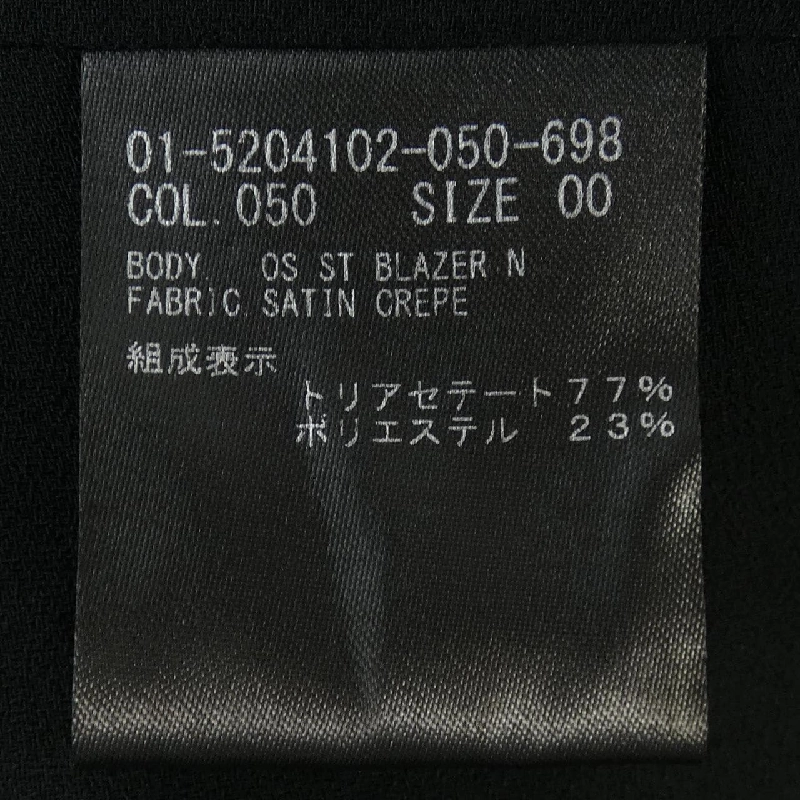 01-5204102-050-698
COL. 050 SIZE 00
BODY OS ST BLAZER N
FABRIC SATIN CREPE
組成表示
トリアセテート７７％
ポリエステル ２３％